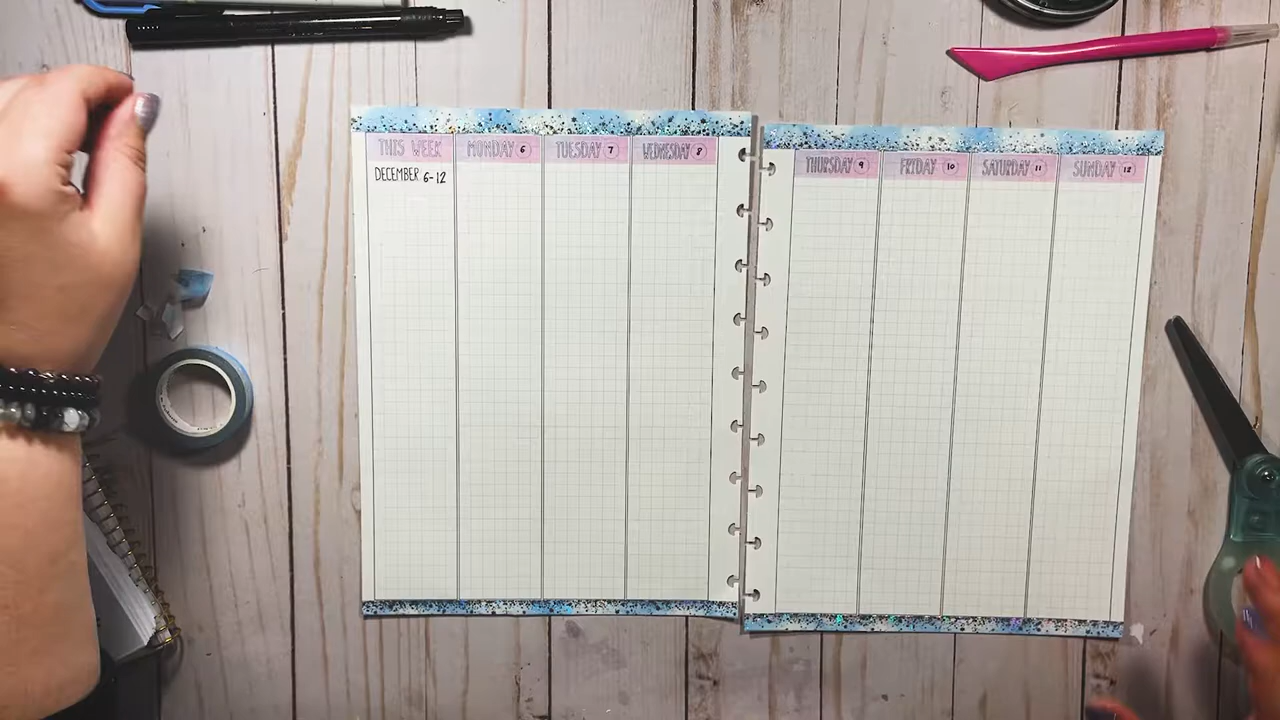 THIS WEEK
MONDAY 6
TUESDAY 7
WEDNESDAY 8
DECEMBER 6-12
THURSDAY 9
FRIDAY 10
SATURDAY 11
SUNDAY 12